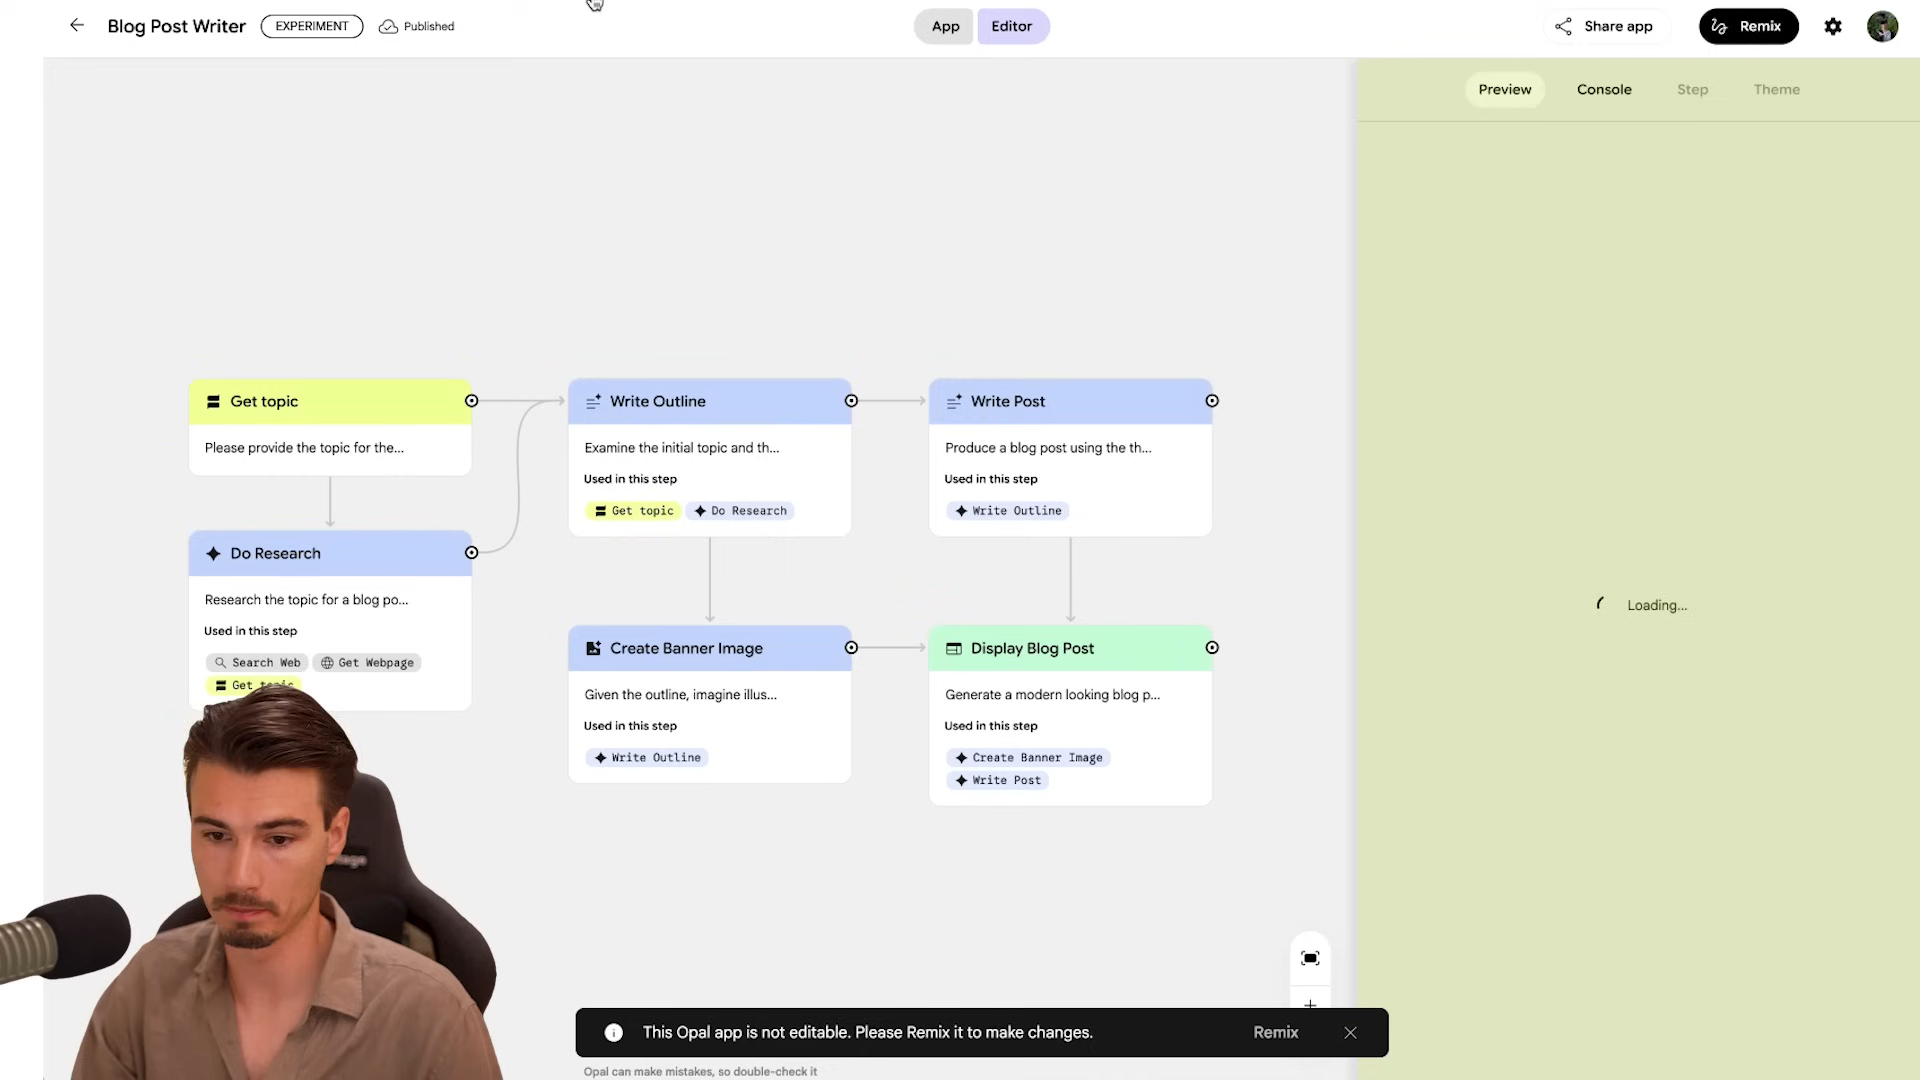 Blog Post Writer
EXPERIMENT
Published
App
Editor
Share app
Remix
Preview
Console
Step
Theme
Get topic
Please provide the topic for the...
Do Research
Research the topic for a blog po...
Used in this step
Search Web
Get Webpage
Get topic
Write Outline
Examine the initial topic and th...
Used in this step
Get topic
Do Research
Create Banner Image
Given the outline, imagine illus...
Used in this step
Write Outline
Write Post
Produce a blog post using the th...
Used in this step
Write Outline
Display Blog Post
Generate a modern looking blog p...
Used in this step
Create Banner Image
Write Post
Loading...
This Opal app is not editable. Please Remix it to make changes.
Remix
Opal can make mistakes, so double-check it